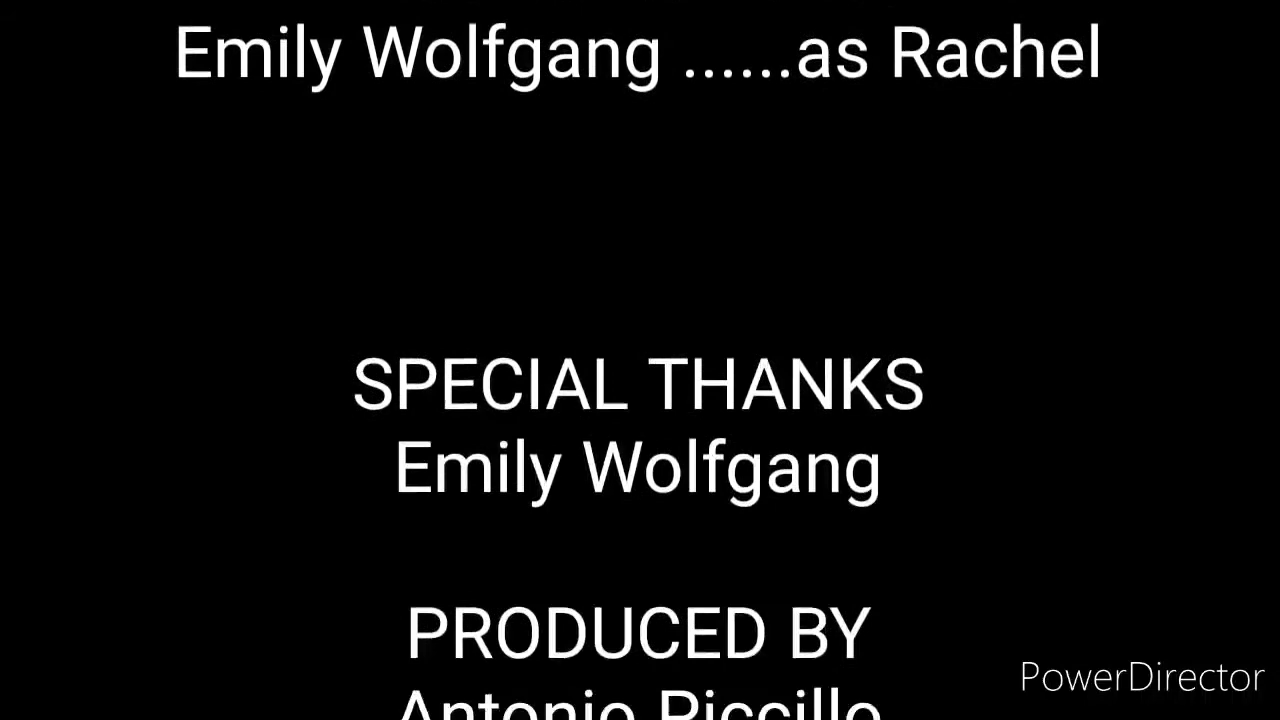 Emily Wolfgang ......as Rachel
SPECIAL THANKS
Emily Wolfgang
PRODUCED BY
PowerDirector
Antonio Riccillo